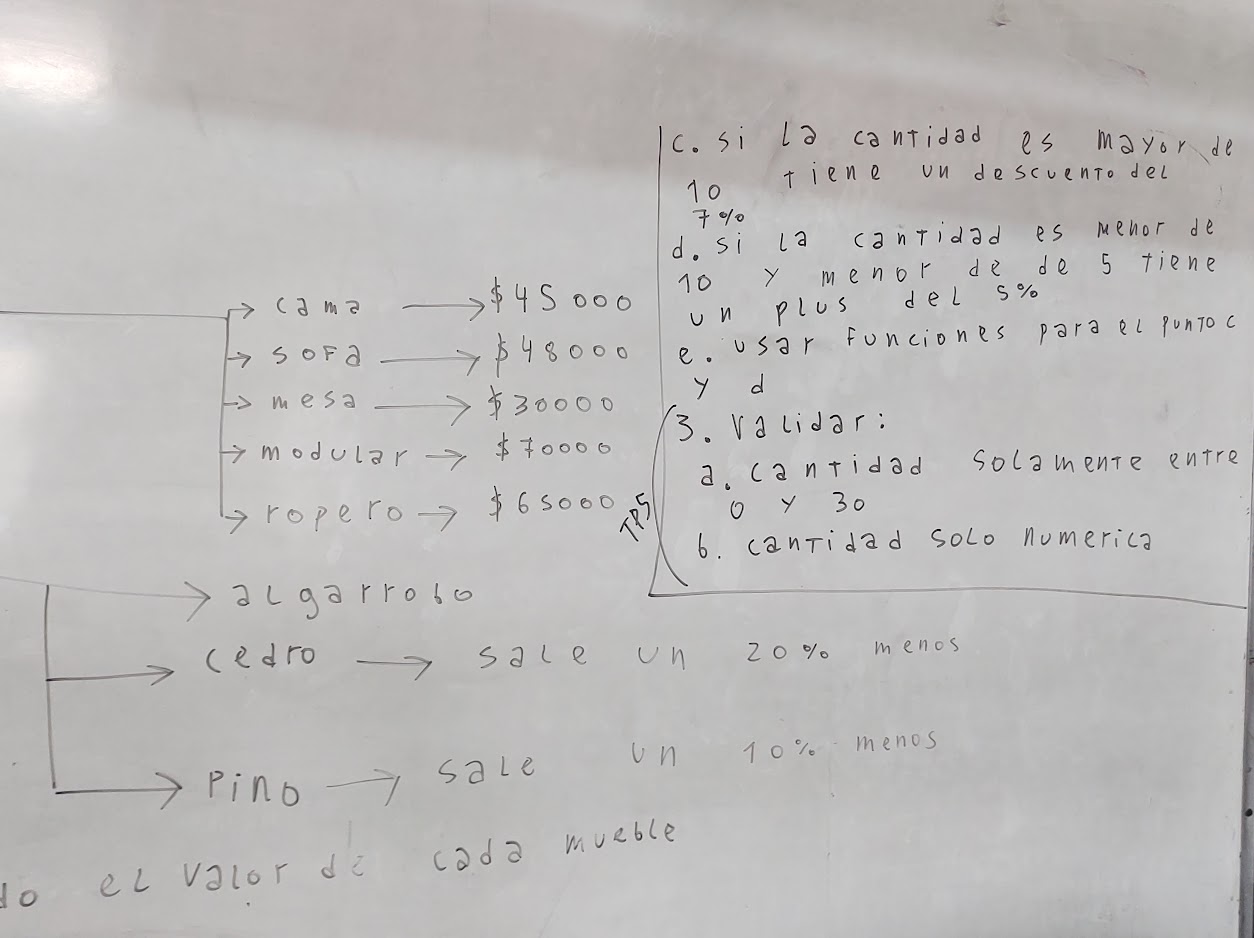 cama → $45000
sofa → $48000
mesa → $30000
modular → $70000
ropero → $65000
algarrobo
cedro → sale un 20% menos
pino → sale un 10% menos
el valor de cada mueble
c. si la cantidad es mayor de
10 tiene un descuento del
7%
d. si la cantidad es menor de
10 y menor de de 5 tiene
un plus del 5%
e. usar funciones para el punto c
y d
TP5
3. validar:
a. cantidad solamente entre
0 y 30
b. cantidad solo numerica